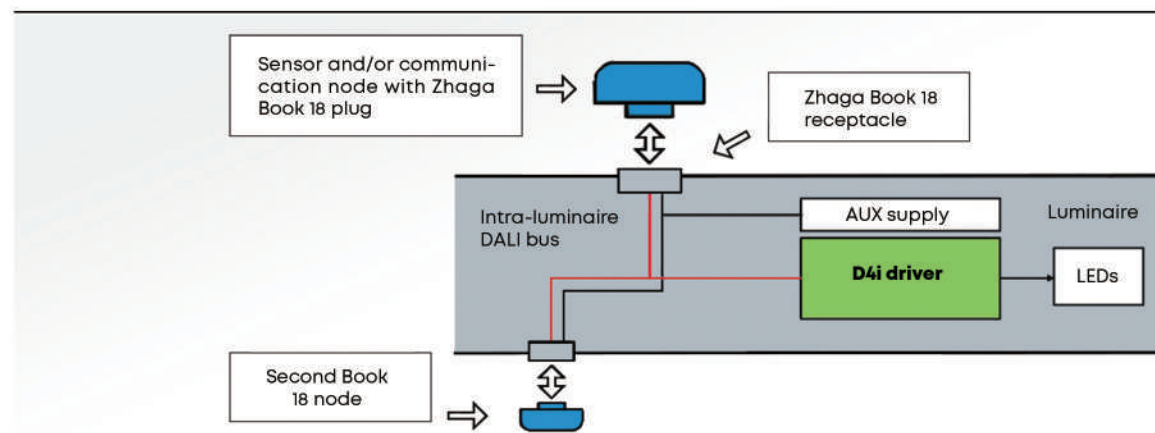 Sensor and/or communi-
cation node with Zhaga
Book 18 plug
Zhaga Book 18
receptacle
Intra-luminaire
DALI bus
AUX supply
Luminaire
D4i driver
LEDs
Second Book
18 node